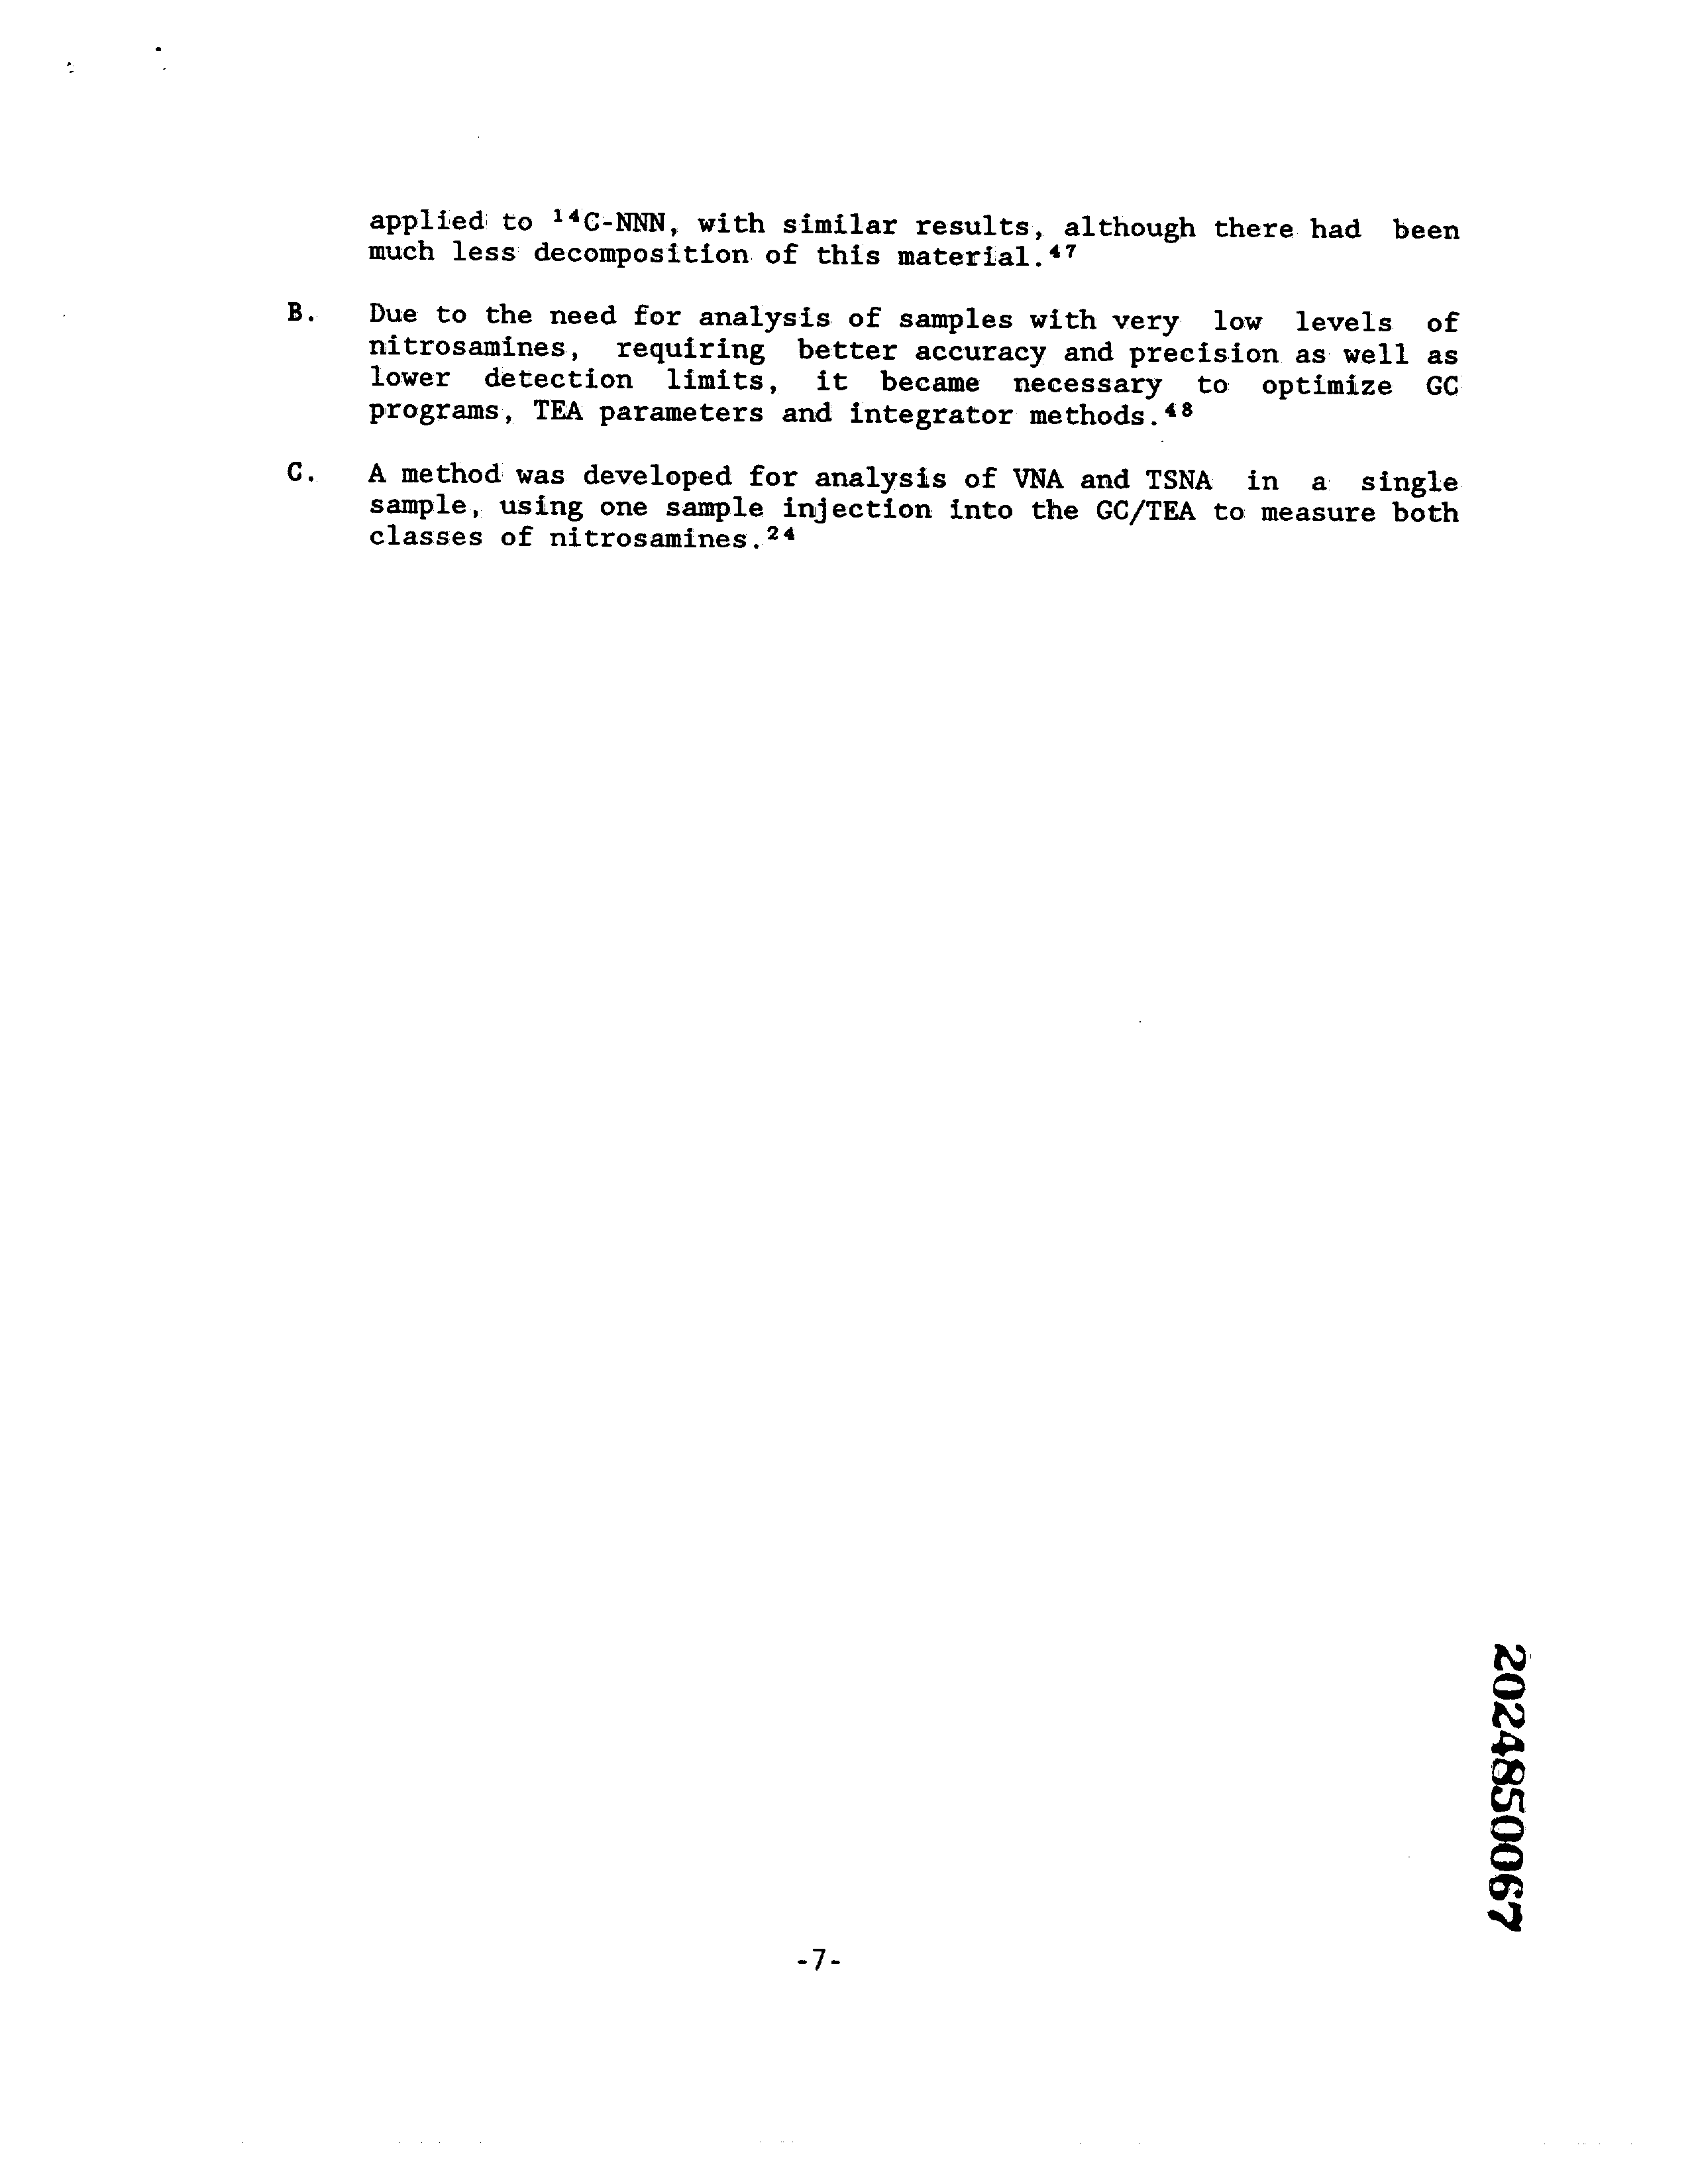 applied to ¹⁴C-NNN, with similar results, although there had been
much less decomposition of this material.⁴⁷
B. Due to the need for analysis of samples with very low levels of
nitrosamines, requiring better accuracy and precision as well as
lower detection limits, it became necessary to optimize GC
programs, TEA parameters and integrator methods.⁴⁸
C. A method was developed for analysis of VNA and TSNA in a single
sample, using one sample injection into the GC/TEA to measure both
classes of nitrosamines.²⁴
2024850067
-7-